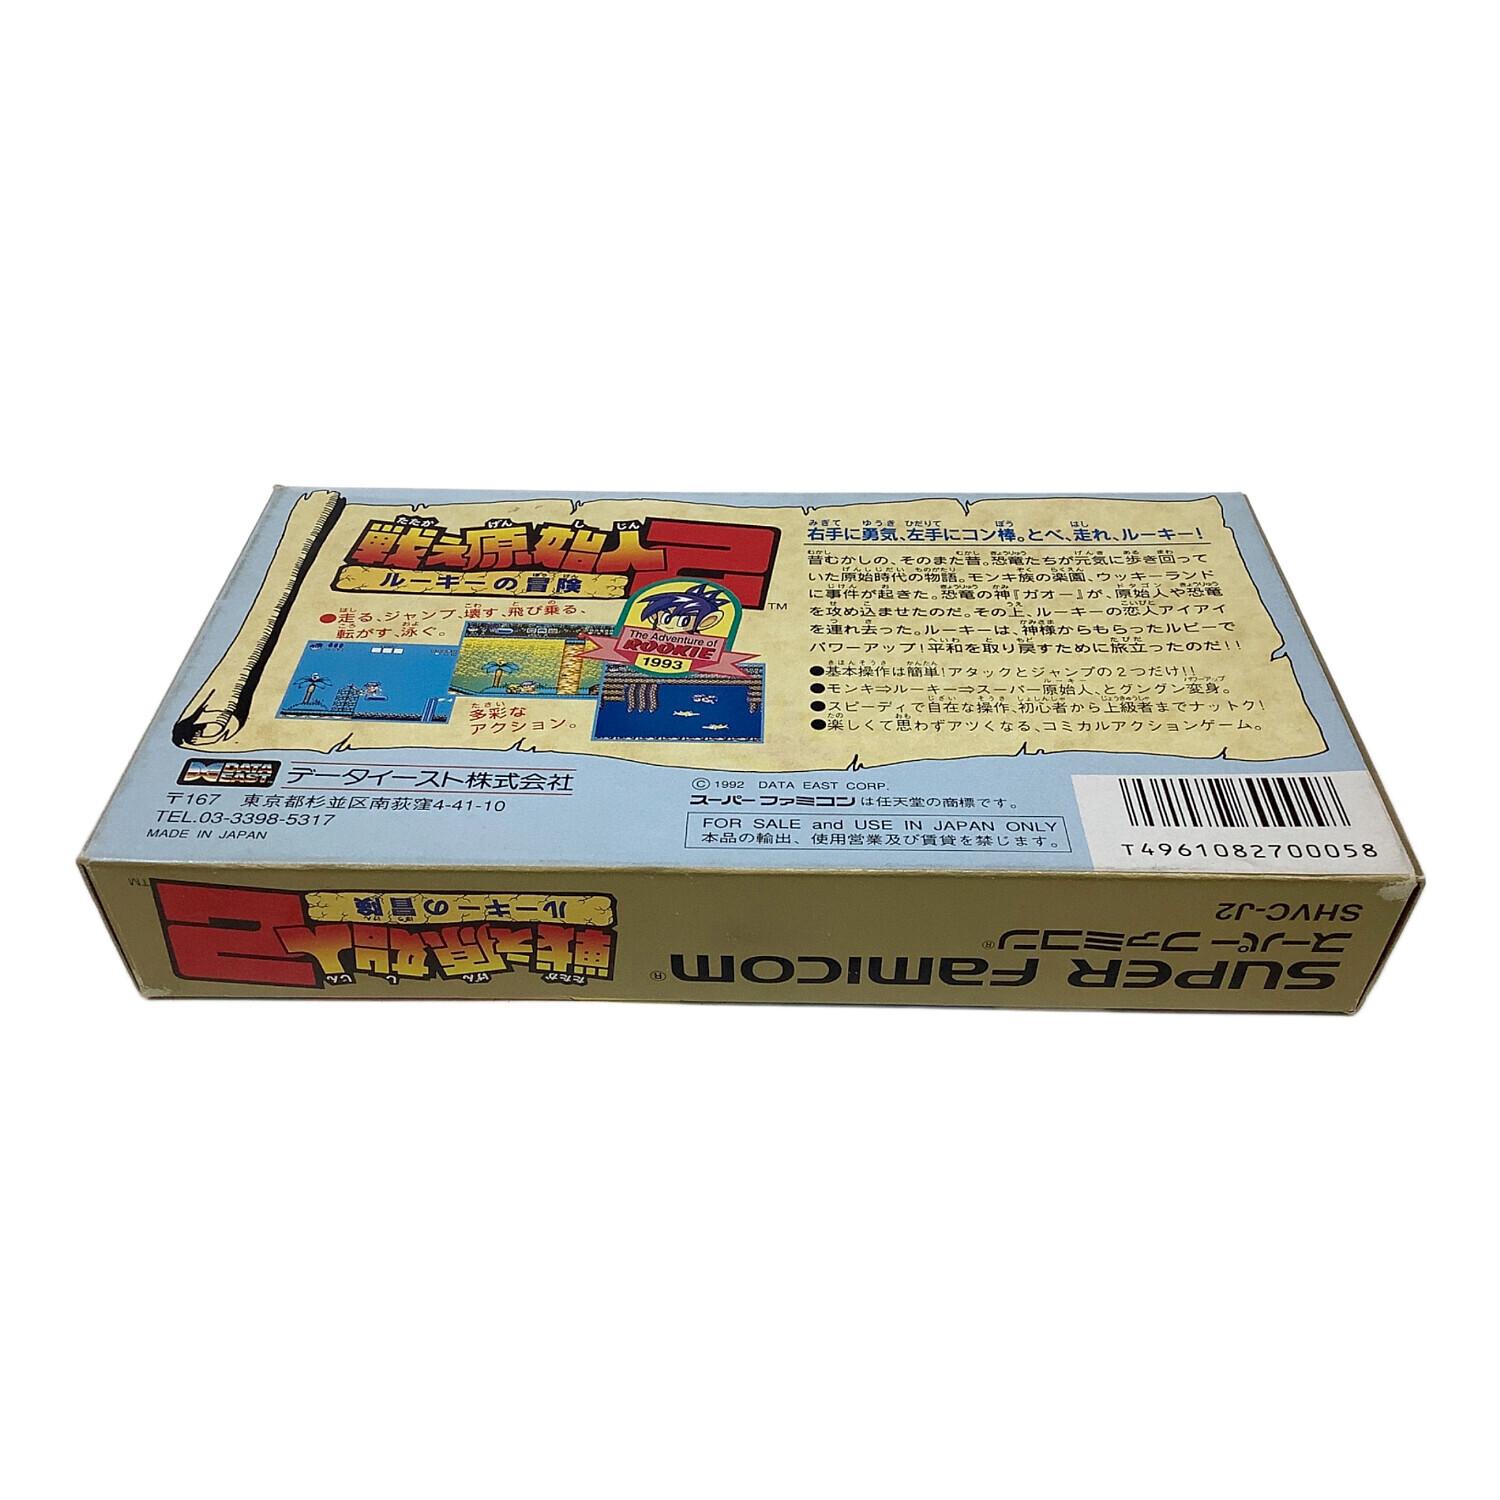 戦え原始人2
ルーキーの冒険
TM
●走る、ジャンプ、壊す、飛び乗る、
転がす、泳ぐ。
The Adventure of
ROOKIE
1993
多彩な
アクション。
右手に勇気、左手にコン棒。とべ、走れ、ルーキー!
昔むかしの、そのまた昔。恐竜たちが元気に歩き回って
いた原始時代の物語。モンキ族の楽園、ウッキーランド
に事件が起きた。恐竜の神『ガオー』が、原始人や恐竜
を攻め込ませたのだ。その上、ルーキーの恋人アイアイ
を連れ去った。ルーキーは、神様からもらったルビーで
パワーアップ!平和を取り戻すために旅立ったのだ!!
●基本操作は簡単!アタックとジャンプの2つだけ!!
●モンキ⇒ルーキー⇒スーパー原始人、とグングン変身。
●スピーディで自在な操作、初心者から上級者までナットク!
●楽しくて思わずアツくなる、コミカルアクションゲーム。
DATA EAST データイースト株式会社
〒167 東京都杉並区南荻窪4-41-10
TEL.03-3398-5317
MADE IN JAPAN
© 1992 DATA EAST CORP.
スーパーファミコンは任天堂の商標です。
FOR SALE and USE IN JAPAN ONLY
本品の輸出、使用営業及び賃貸を禁じます。
T4961082700058
SHVC-J2
スーパーファミコン®
SUPER FAMICOM®
戦え原始人2
ルーキーの冒険
TM